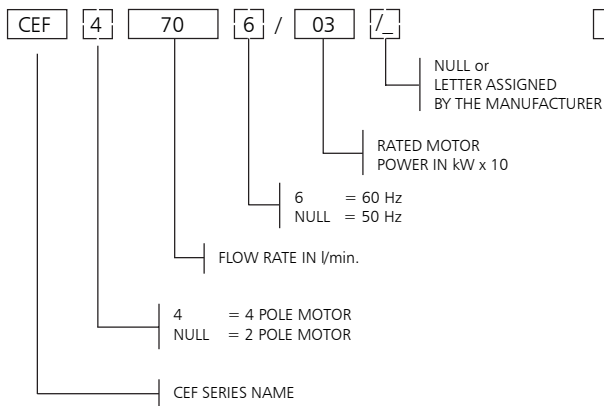 CEF 4 70 6 / 03 /_
NULL or
LETTER ASSIGNED
BY THE MANUFACTURER
RATED MOTOR
POWER IN kW x 10
6 = 60 Hz
NULL = 50 Hz
FLOW RATE IN l/min.
4 = 4 POLE MOTOR
NULL = 2 POLE MOTOR
CEF SERIES NAME